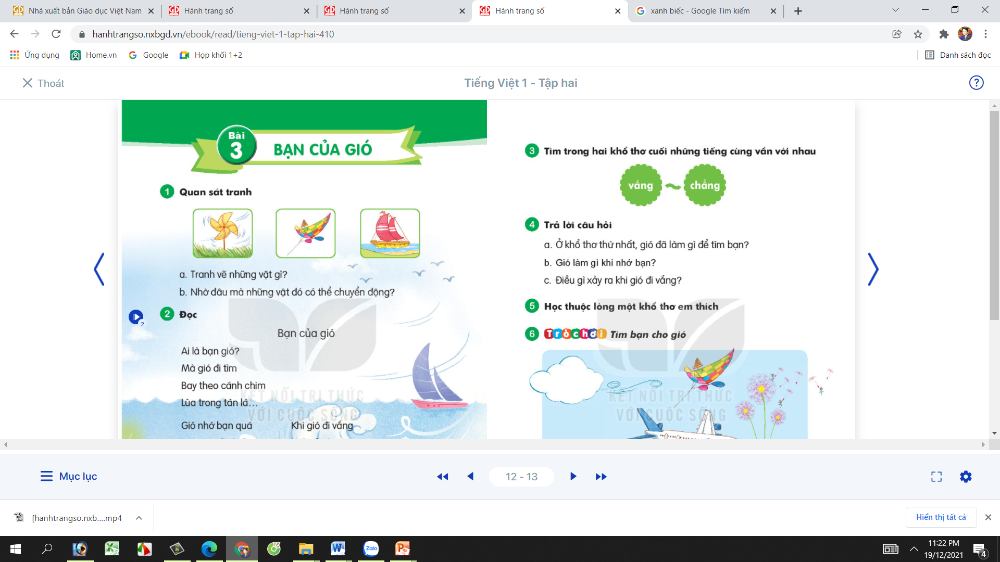 Nhà xuất bản Giáo dục Việt Nam
Hành trang số
Hành trang số
Hành trang số
xanh biếc - Google Tìm kiếm
hanhtrangso.nxbgd.vn/ebook/read/tieng-viet-1-tap-hai-410
Ứng dụng
Home.vn
Google
Họp khối 1+2
Danh sách đọc
Thoát
Tiếng Việt 1 - Tập hai
?
Bài
3
BẠN CỦA GIÓ
1 Quan sát tranh
a. Tranh vẽ những vật gì?
b. Nhờ đâu mà những vật đó có thể chuyển động?
2
2 Đọc
Bạn của gió
Ai là bạn gió?
Mà gió đi tìm
Bay theo cánh chim
Lùa trong tán lá...
Gió nhớ bạn quá
Khi gió đi vắng
KẾT NỐI TRI THỨC
VỚI CUỘC SỐNG
3 Tìm trong hai khổ thơ cuối những tiếng cùng vần với nhau
vắng ~ chẳng
4 Trả lời câu hỏi
a. Ở khổ thơ thứ nhất, gió đã làm gì để tìm bạn?
b. Gió làm gì khi nhớ bạn?
c. Điều gì xảy ra khi gió đi vắng?
5 Học thuộc lòng một khổ thơ em thích
6 Trò chơi Tìm bạn cho gió
KẾT NỐI TRI THỨC
VỚI CUỘC SỐNG
Mục lục
12 - 13
[hanhtrangso.nxb....mp4
Hiển thị tất cả
Zalo
11:22 PM
19/12/2021
4